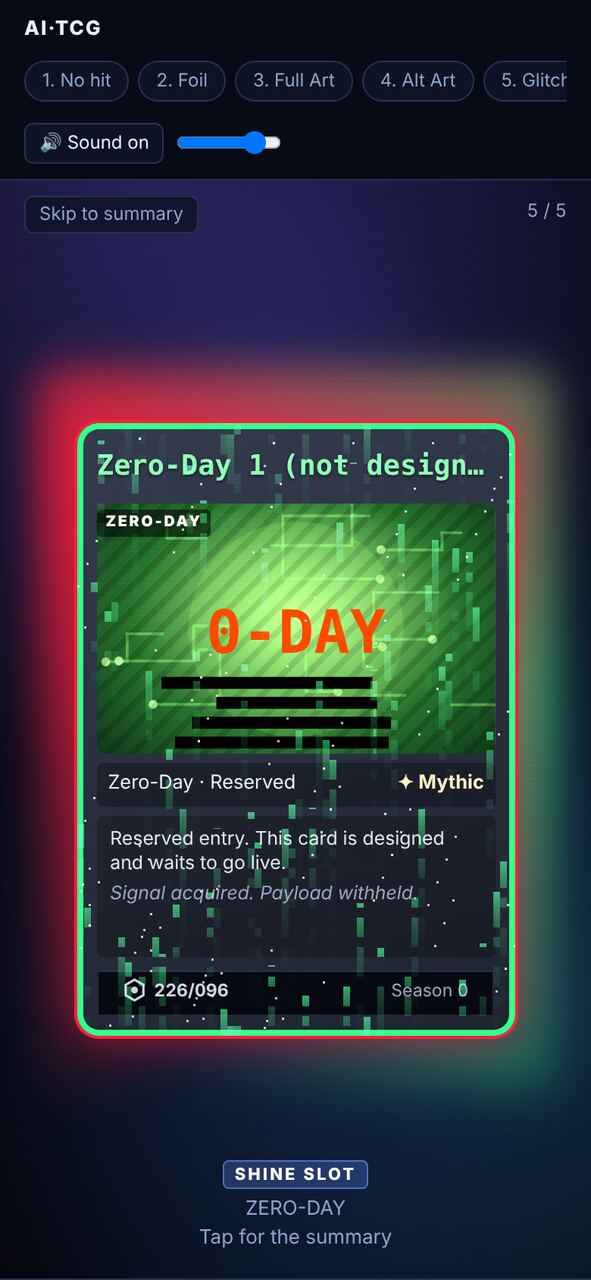 AI·TCG
1. No hit
2. Foil
3. Full Art
4. Alt Art
5. Glitch
🔊 Sound on
Skip to summary
5 / 5
Zero-Day 1 (not design…
ZERO-DAY
0-DAY
Zero-Day · Reserved
✦ Mythic
Reserved entry. This card is designed
and waits to go live.
Signal acquired. Payload withheld.
226/096
Season 0
SHINE SLOT
ZERO-DAY
Tap for the summary